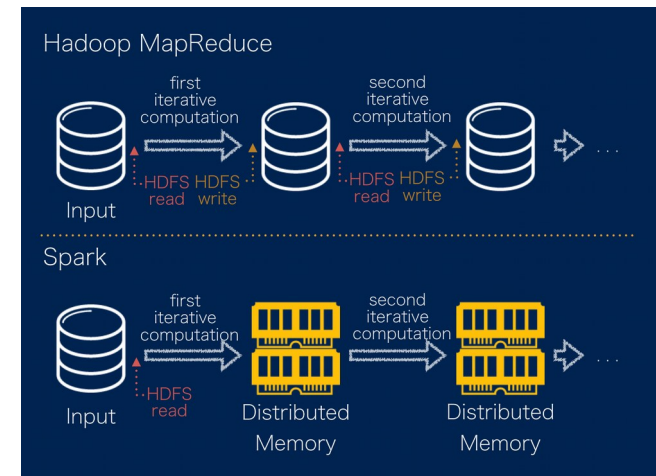 Hadoop MapReduce
first
iterative
computation
second
iterative
computation
HDFS
read
HDFS
write
HDFS
read
HDFS
write
Input
. . .
Spark
first
iterative
computation
second
iterative
computation
HDFS
read
. . .
Input
Distributed
Memory
Distributed
Memory